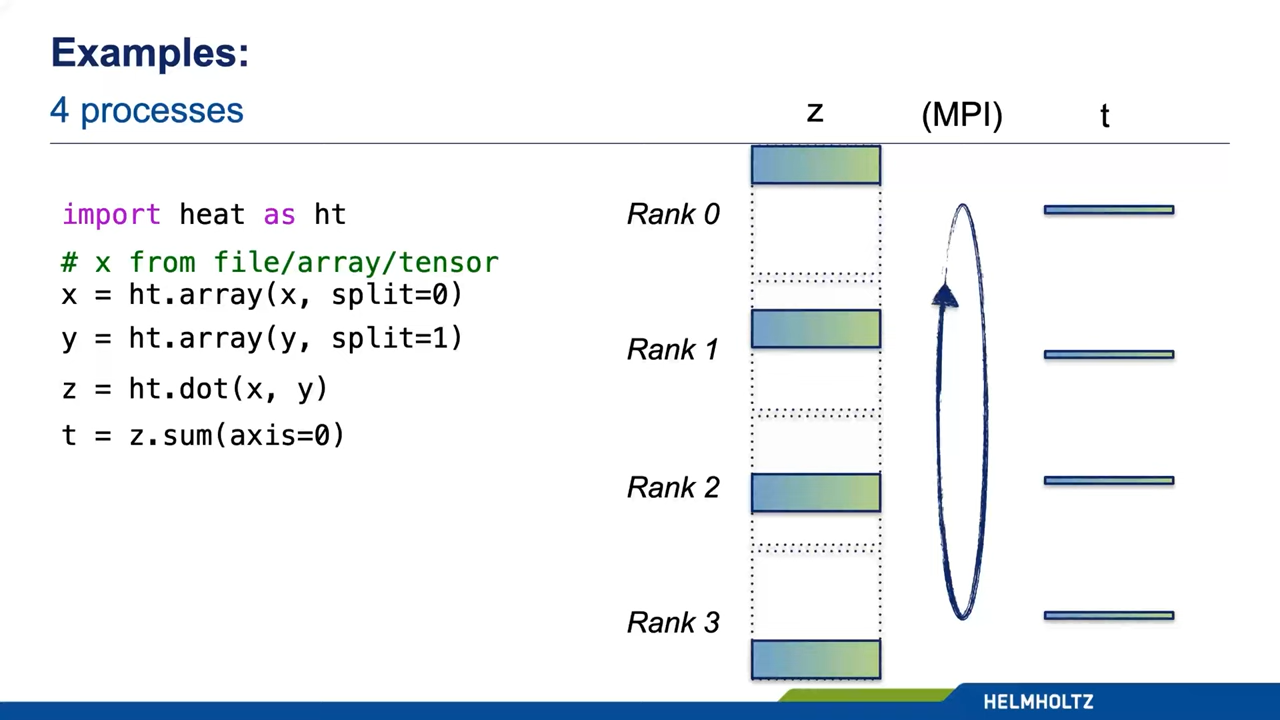 Examples:
4 processes
z (MPI) t
import heat as ht
# x from file/array/tensor
x = ht.array(x, split=0)
y = ht.array(y, split=1)
z = ht.dot(x, y)
t = z.sum(axis=0)
Rank 0
Rank 1
Rank 2
Rank 3
HELMHOLTZ